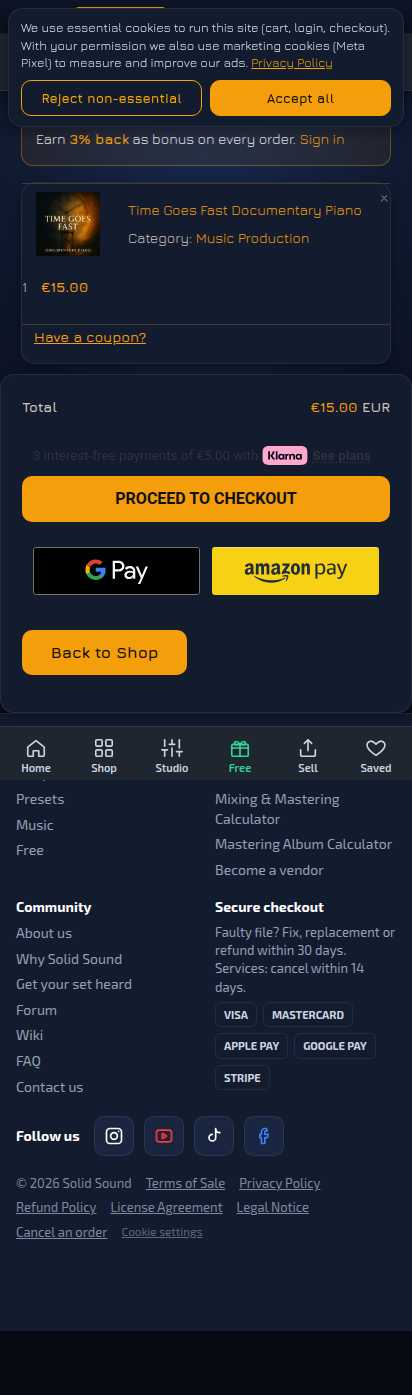 We use essential cookies to run this site (cart, login, checkout).
With your permission we also use marketing cookies (Meta
Pixel) to measure and improve our ads. Privacy Policy
Reject non-essential
Accept all
Earn 3% back as bonus on every order. Sign in
TIME GOES
FAST
Time Goes Fast Documentary Piano
×
Category: Music Production
1 €15.00
Have a coupon?
Total €15.00 EUR
3 interest-free payments of €5.00 with Klarna See plans
PROCEED TO CHECKOUT
G Pay
amazon pay
Back to Shop
Home
Shop
Studio
Free
Sell
Saved
Presets
Music
Free
Mixing & Mastering
Calculator
Mastering Album Calculator
Become a vendor
Community
About us
Why Solid Sound
Get your set heard
Forum
Wiki
FAQ
Contact us
Secure checkout
Faulty file? Fix, replacement or
refund within 30 days.
Services: cancel within 14
days.
VISA MASTERCARD
APPLE PAY GOOGLE PAY
STRIPE
Follow us
© 2026 Solid Sound Terms of Sale Privacy Policy
Refund Policy License Agreement Legal Notice
Cancel an order Cookie settings